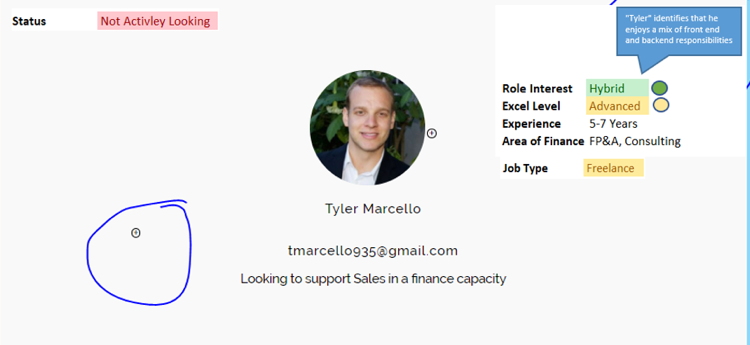 Status Not Activley Looking
"Tyler" identifies that he
enjoys a mix of front end
and backend responsibilities
Role Interest Hybrid
Excel Level Advanced
Experience 5-7 Years
Area of Finance FP&A, Consulting
Job Type Freelance
Tyler Marcello
tmarcello935@gmail.com
Looking to support Sales in a finance capacity